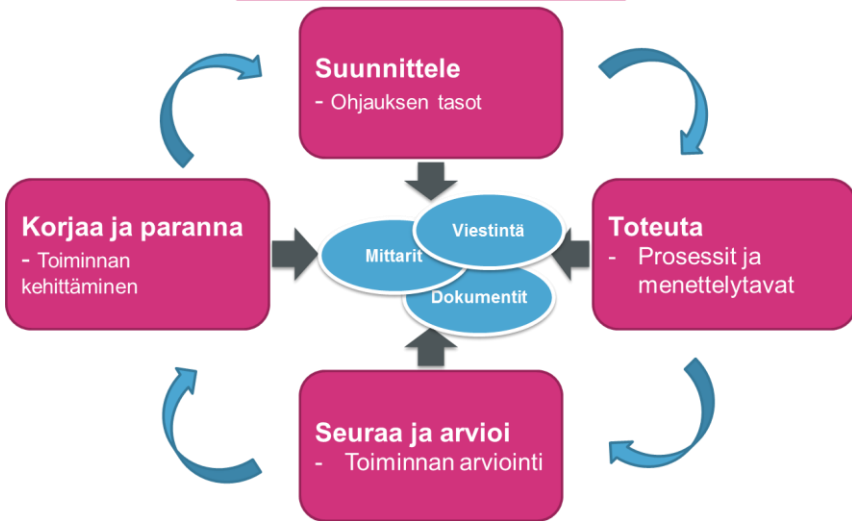 Suunnittele
- Ohjauksen tasot
Korjaa ja paranna
- Toiminnan
kehittäminen
Mittarit
Viestintä
Dokumentit
Toteuta
- Prosessit ja
menettelytavat
Seuraa ja arvioi
- Toiminnan arviointi